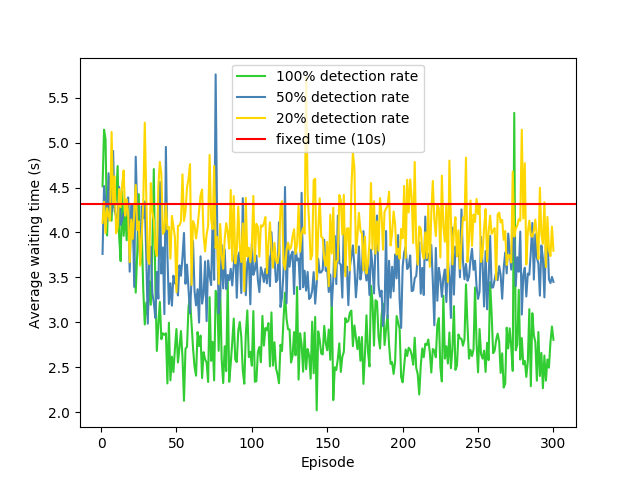 100% detection rate
50% detection rate
20% detection rate
fixed time (10s)
Average waiting time (s)
5.5
5.0
4.5
4.0
3.5
3.0
2.5
2.0
0 50 100 150 200 250 300
Episode